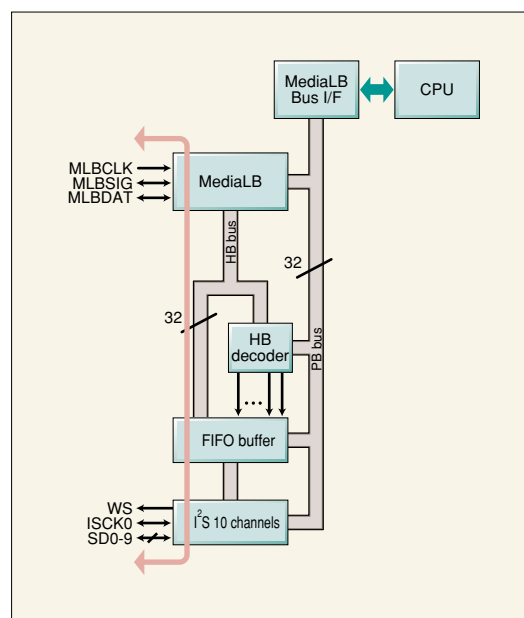 MediaLB
Bus I/F
CPU
MLBCLK
MLBSIG
MLBDAT
MediaLB
HB bus
32
32
HB
decoder
PB bus
...
FIFO buffer
WS
ISCK0
SD0-9
I²S 10 channels